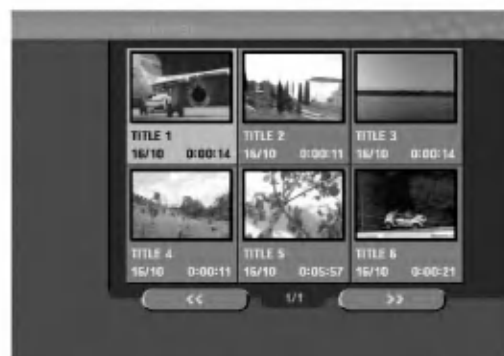 TITLE 1
16/10 0:00:14
TITLE 2
16/10 0:00:11
TITLE 3
16/10 0:00:14
TITLE 4
16/10 0:00:11
TITLE 5
16/10 0:05:57
TITLE 6
16/10 0:00:21
<< 1/1 >>